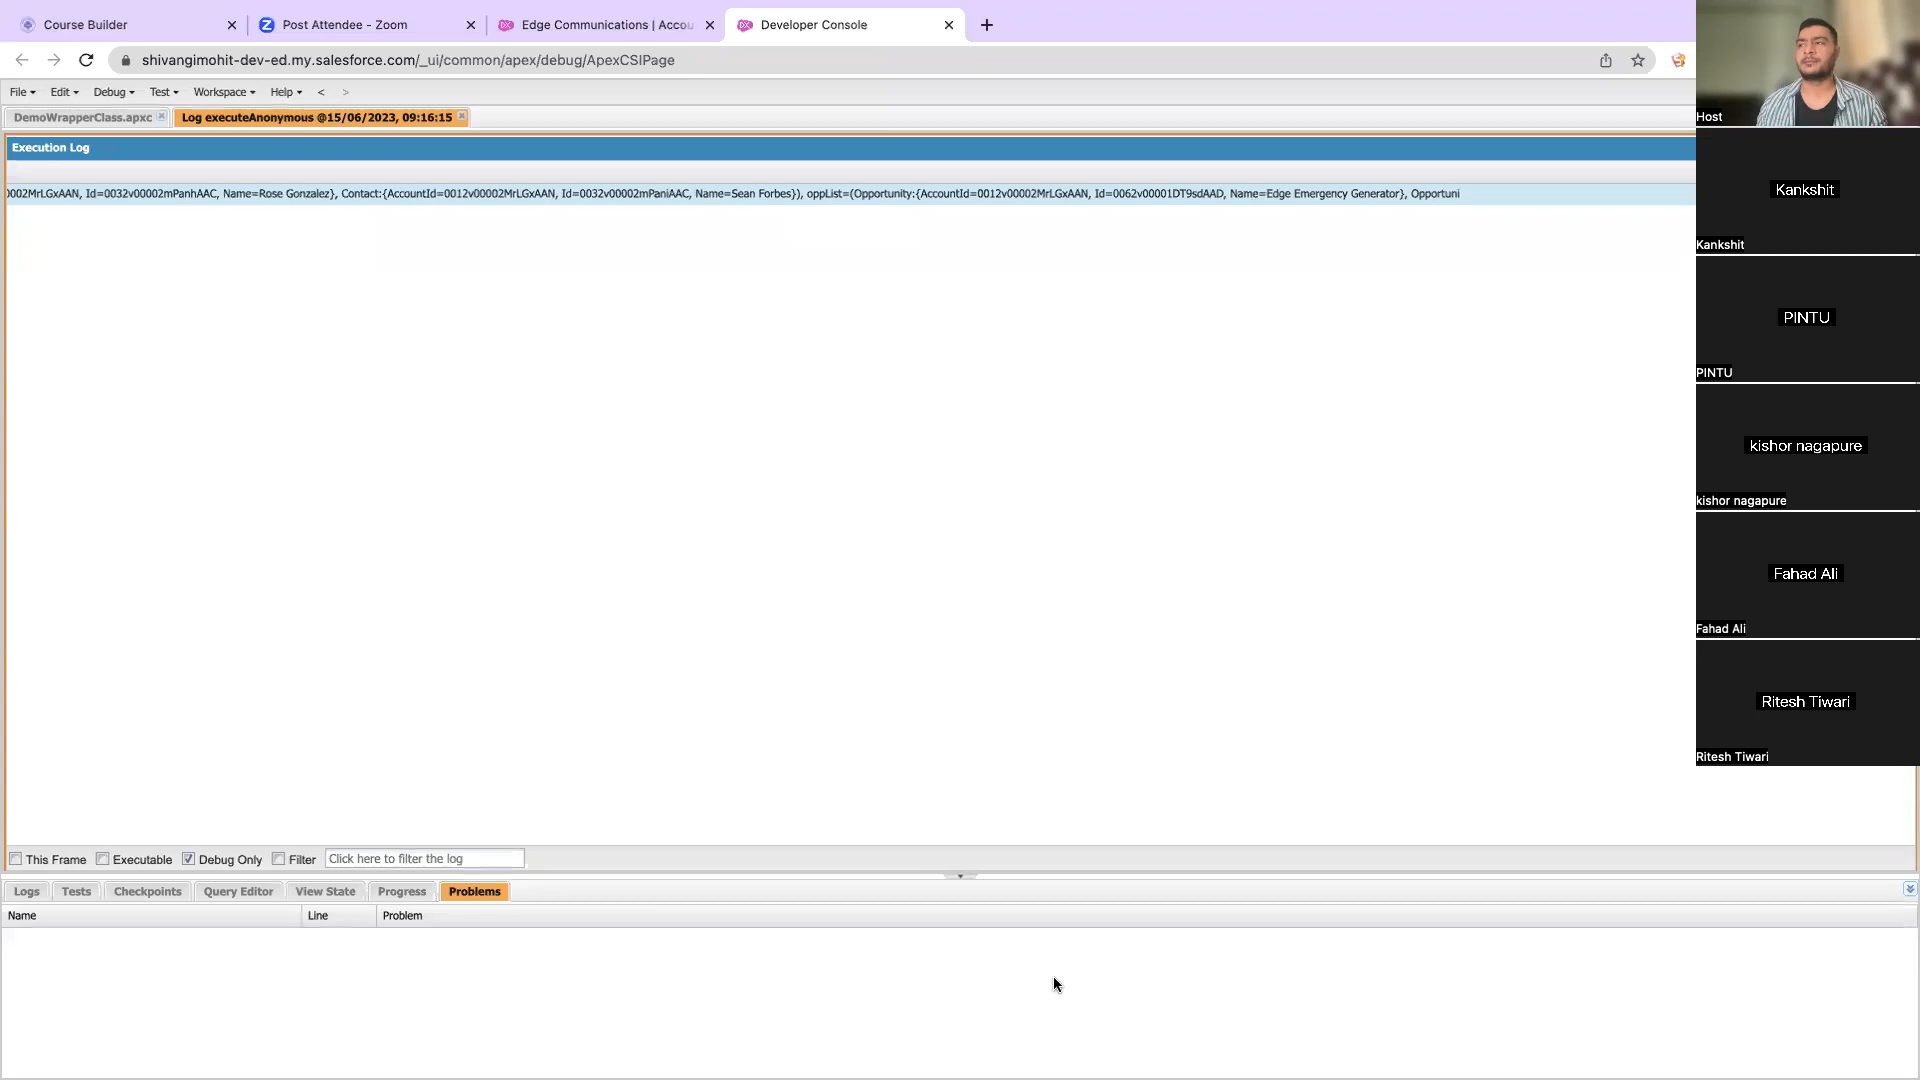 Course Builder
Post Attendee - Zoom
Edge Communications | Accou
Developer Console
shivangimohit-dev-ed.my.salesforce.com/_ui/common/apex/debug/ApexCSIPage
File Edit Debug Test Workspace Help < >
DemoWrapperClass.apxc
Log executeAnonymous @15/06/2023, 09:16:15
Execution Log
0002MrLGxAAN, Id=0032v00002mPanhAAC, Name=Rose Gonzalez}, Contact:{AccountId=0012v00002MrLGxAAN, Id=0032v00002mPaniAAC, Name=Sean Forbes}), oppList=(Opportunity:{AccountId=0012v00002MrLGxAAN, Id=0062v00001DT9sdAAD, Name=Edge Emergency Generator}, Opportuni
This Frame Executable Debug Only Filter Click here to filter the log
Logs Tests Checkpoints Query Editor View State Progress Problems
Name Line Problem
Host
Kankshit
Kankshit
PINTU
PINTU
kishor nagapure
kishor nagapure
Fahad Ali
Fahad Ali
Ritesh Tiwari
Ritesh Tiwari